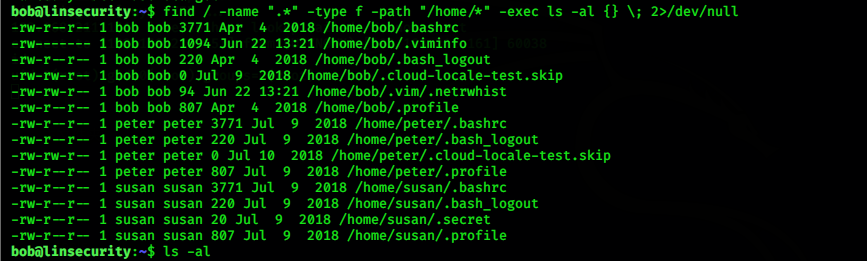 bob@linsecurity:~$ find / -name ".*" -type f -path "/home/*" -exec ls -al {} \; 2>/dev/null
-rw-r--r-- 1 bob bob 3771 Apr  4  2018 /home/bob/.bashrc
-rw------- 1 bob bob 1094 Jun 22 13:21 /home/bob/.viminfo
-rw-r--r-- 1 bob bob 220 Apr  4  2018 /home/bob/.bash_logout
-rw-r--r-- 1 bob bob 0 Jul  9  2018 /home/bob/.cloud-locale-test.skip
-rw-r--r-- 1 bob bob 94 Jun 22 13:21 /home/bob/.vim/.netrwhist
-rw-r--r-- 1 bob bob 807 Apr  4  2018 /home/bob/.profile
-rw-r--r-- 1 peter peter 3771 Jul  9  2018 /home/peter/.bashrc
-rw-r--r-- 1 peter peter 220 Jul  9  2018 /home/peter/.bash_logout
-rw-rw-r-- 1 peter peter 0 Jul 10  2018 /home/peter/.cloud-locale-test.skip
-rw-r--r-- 1 peter peter 807 Jul  9  2018 /home/peter/.profile
-rw-r--r-- 1 susan susan 3771 Jul  9  2018 /home/susan/.bashrc
-rw-r--r-- 1 susan susan 220 Jul  9  2018 /home/susan/.bash_logout
-rw-r--r-- 1 susan susan 20 Jul  9  2018 /home/susan/.secret
-rw-r--r-- 1 susan susan 807 Jul  9  2018 /home/susan/.profile
bob@linsecurity:~$ ls -al